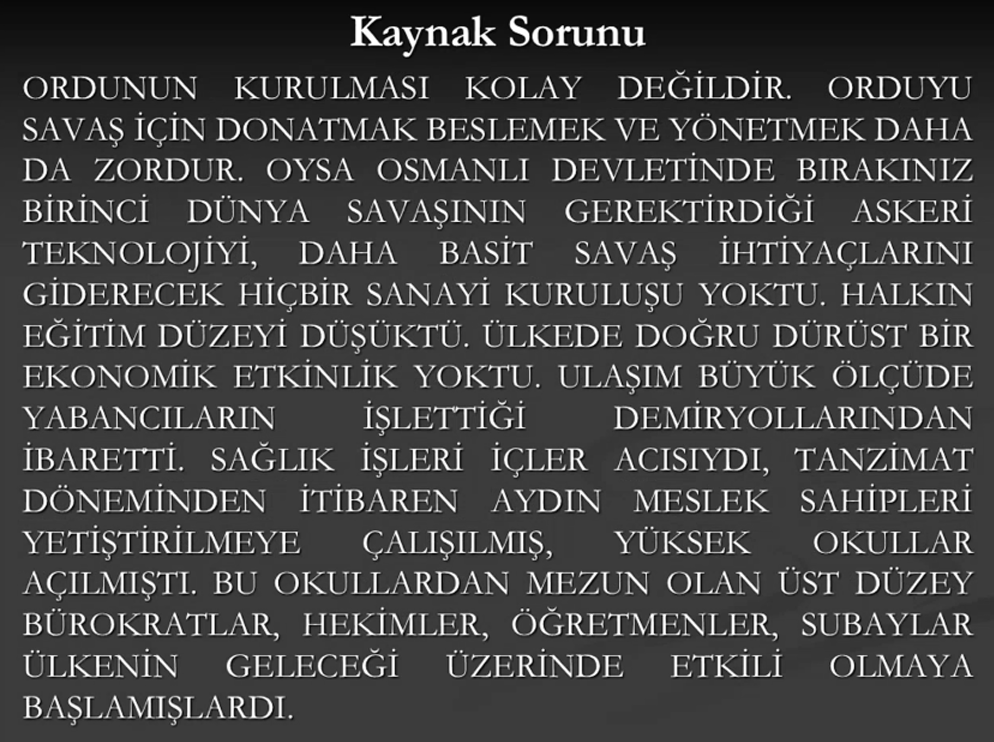 Kaynak Sorunu
ORDUNUN KURULMASI KOLAY DEĞİLDİR. ORDUYU
SAVAŞ İÇİN DONATMAK BESLEMEK VE YÖNETMEK DAHA
DA ZORDUR. OYSA OSMANLI DEVLETİNDE BIRAKINIZ
BİRİNCİ DÜNYA SAVAŞININ GEREKTİRDİĞİ ASKERİ
TEKNOLOJİYİ, DAHA BASİT SAVAŞ İHTİYAÇLARINI
GİDERECEK HİÇBİR SANAYİ KURULUŞU YOKTU. HALKIN
EĞİTİM DÜZEYİ DÜŞÜKTÜ. ÜLKEDE DOĞRU DÜRÜST BİR
EKONOMİK ETKİNLİK YOKTU. ULAŞIM BÜYÜK ÖLÇÜDE
YABANCILARIN İŞLETTİĞİ DEMİRYOLLARINDAN
İBARETTİ. SAĞLIK İŞLERİ İÇLER ACISIYDI, TANZİMAT
DÖNEMİNDEN İTİBAREN AYDIN MESLEK SAHİPLERİ
YETİŞTİRİLMEYE ÇALIŞILMIŞ, YÜKSEK OKULLAR
AÇILMIŞTI. BU OKULLARDAN MEZUN OLAN ÜST DÜZEY
BÜROKRATLAR, HEKİMLER, ÖĞRETMENLER, SUBAYLAR
ÜLKENİN GELECEĞİ ÜZERİNDE ETKİLİ OLMAYA
BAŞLAMIŞLARDI.